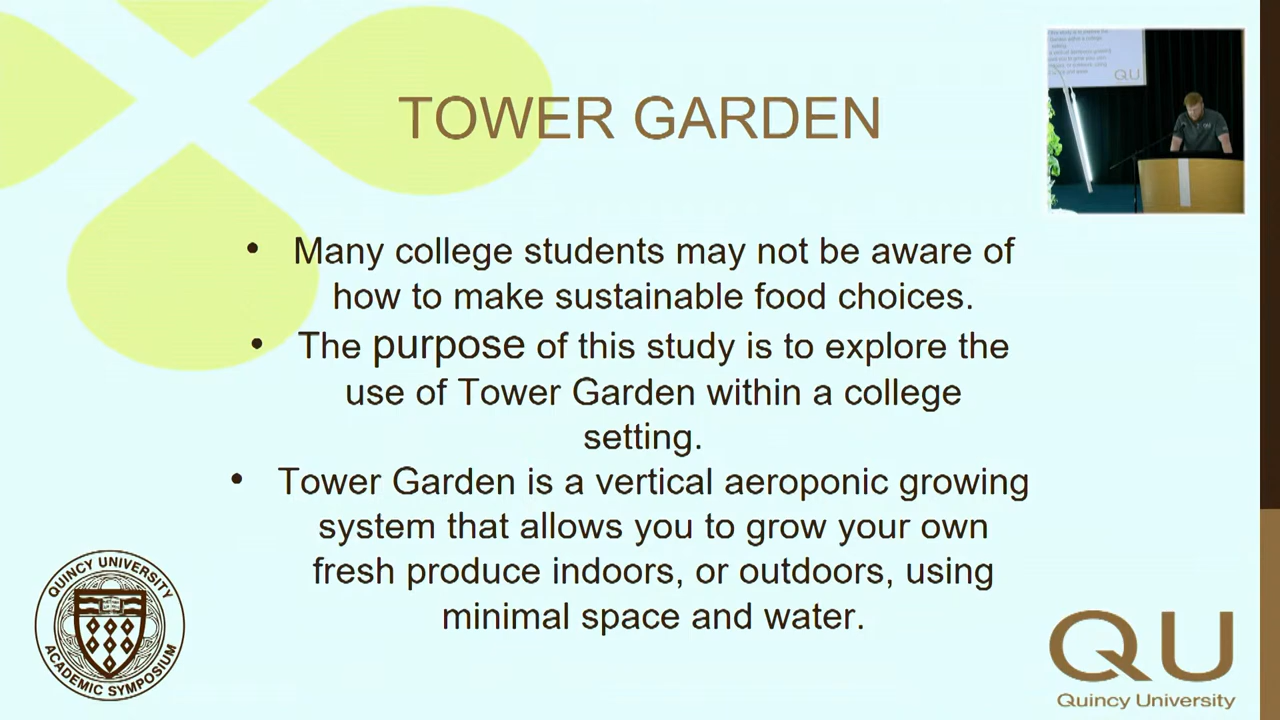 TOWER GARDEN
• Many college students may not be aware of
how to make sustainable food choices.
• The purpose of this study is to explore the
use of Tower Garden within a college
setting.
• Tower Garden is a vertical aeroponic growing
system that allows you to grow your own
fresh produce indoors, or outdoors, using
minimal space and water.
QUINCY UNIVERSITY
ACADEMIC SYMPOSIUM
QU
Quincy University
QU